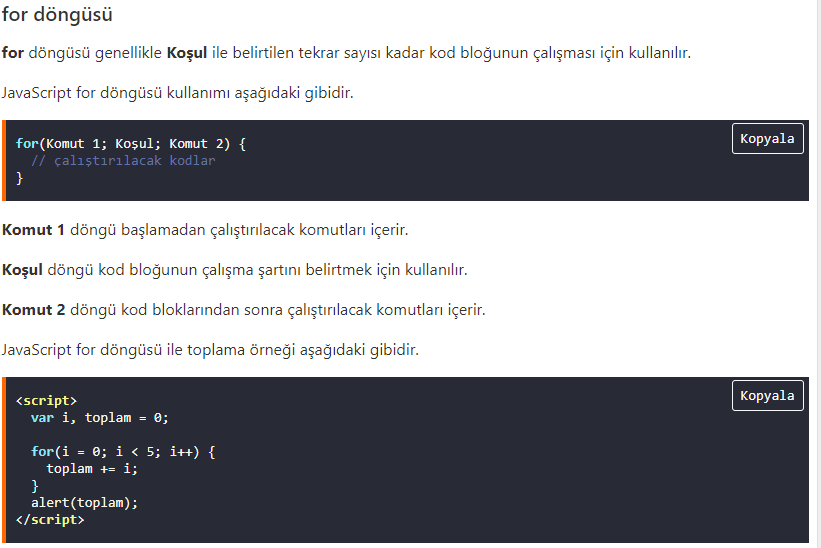 for döngüsü
for döngüsü genellikle Koşul ile belirtilen tekrar sayısı kadar kod bloğunun çalışması için kullanılır.
JavaScript for döngüsü kullanımı aşağıdaki gibidir.
Kopyala
for(Komut 1; Koşul; Komut 2) {
  // çalıştırılacak kodlar
}
Komut 1 döngü başlamadan çalıştırılacak komutları içerir.
Koşul döngü kod bloğunun çalışma şartını belirtmek için kullanılır.
Komut 2 döngü kod bloklarından sonra çalıştırılacak komutları içerir.
JavaScript for döngüsü ile toplama örneği aşağıdaki gibidir.
Kopyala
<script>
  var i, toplam = 0;
  for(i = 0; i < 5; i++) {
    toplam += i;
  }
  alert(toplam);
</script>